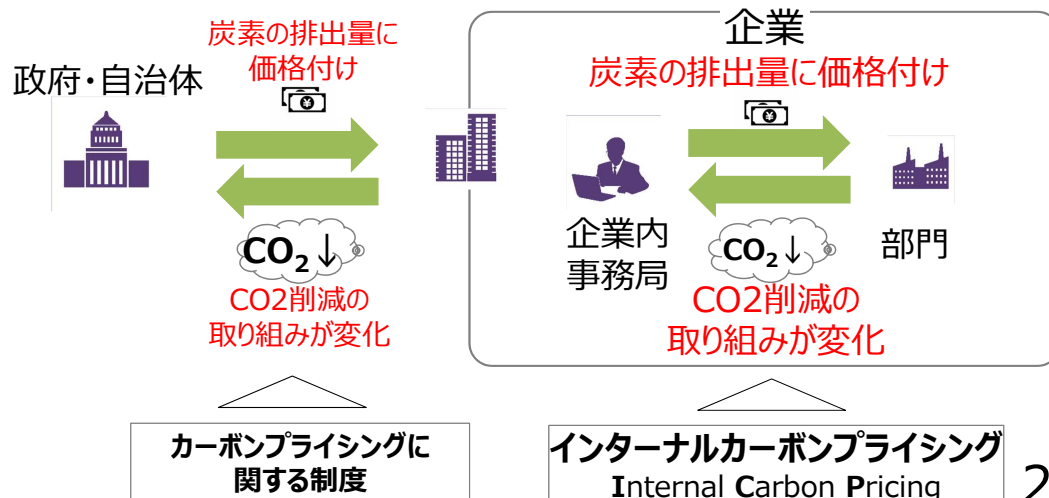 企業
炭素の排出量に
価格付け
炭素の排出量に価格付け
政府・自治体
企業内
事務局
部門
CO₂↓
CO₂↓
CO2削減の
取り組みが変化
CO2削減の
取り組みが変化
カーボンプライシングに
関する制度
インターナルカーボンプライシング
Internal Carbon Pricing
2